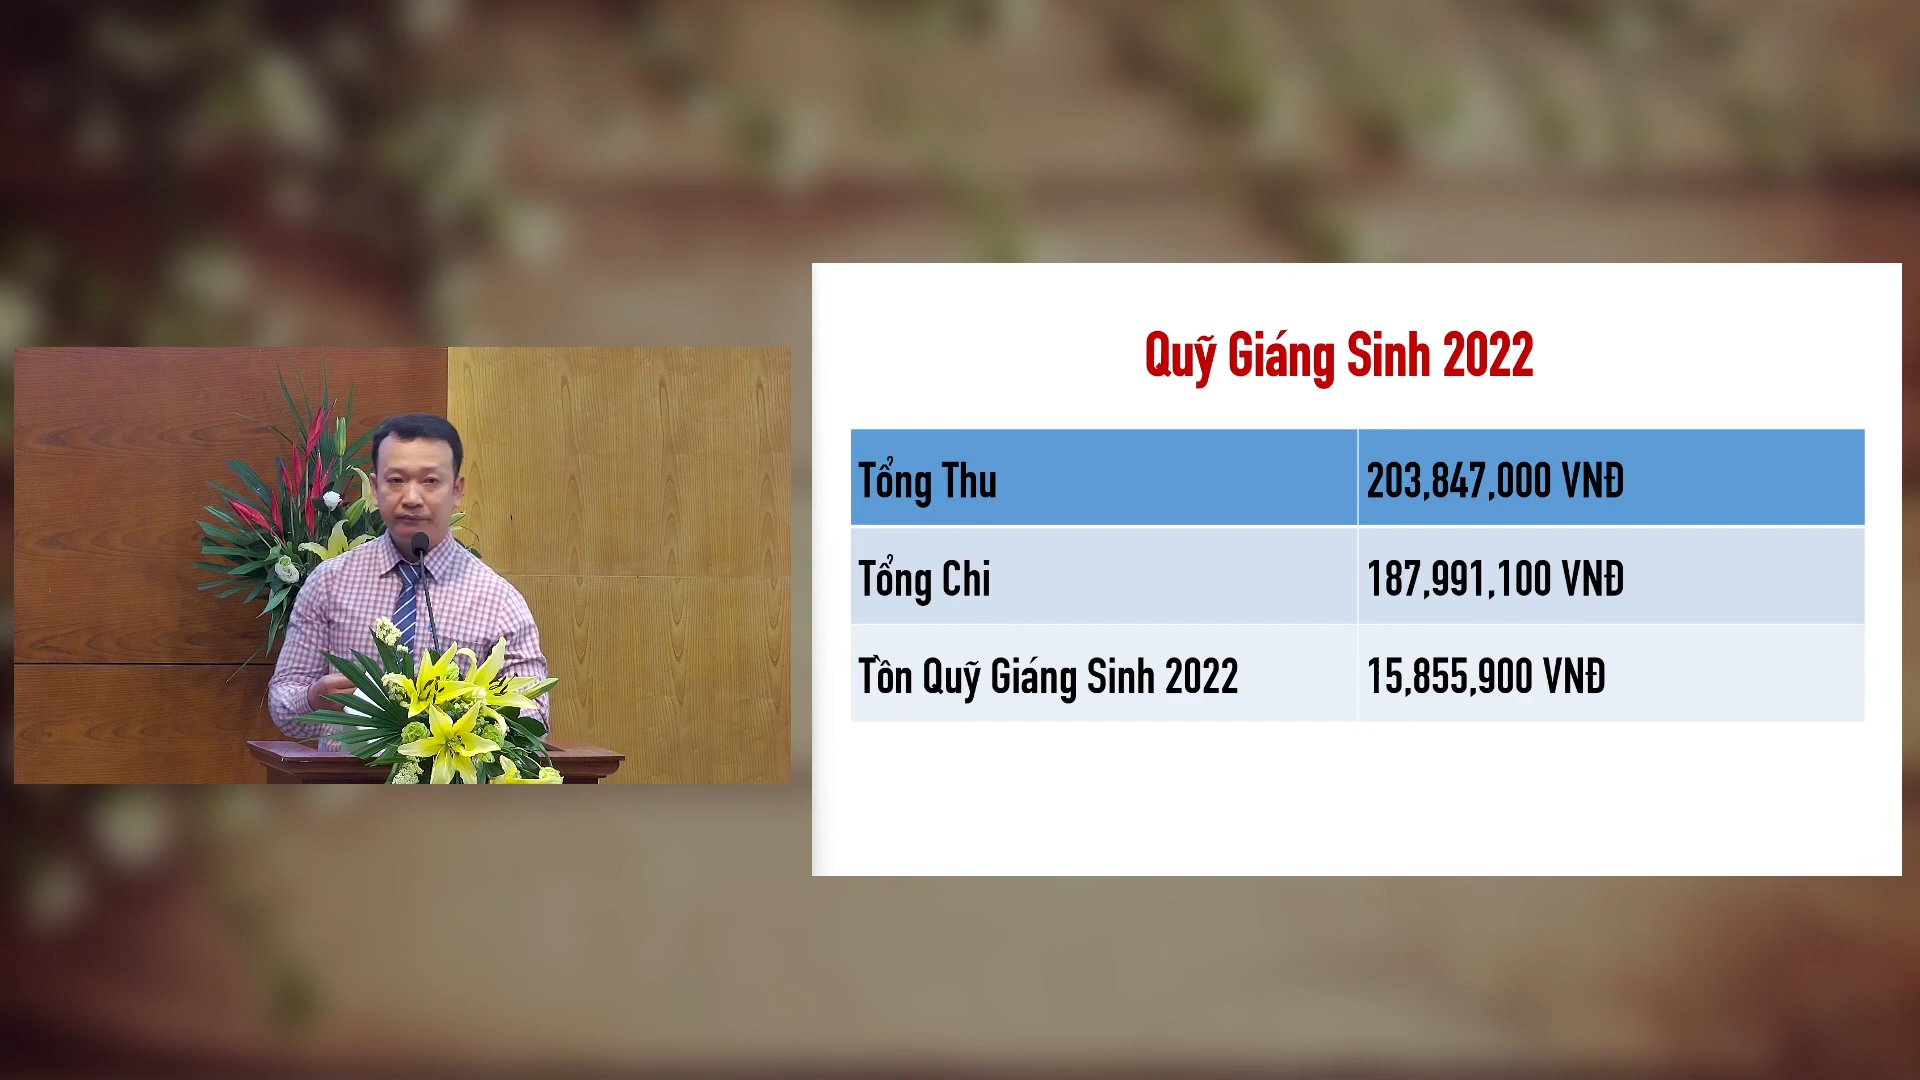 Quỹ Giáng Sinh 2022
Tổng Thu 203,847,000 VNĐ
Tổng Chi 187,991,100 VNĐ
Tồn Quỹ Giáng Sinh 2022 15,855,900 VNĐ